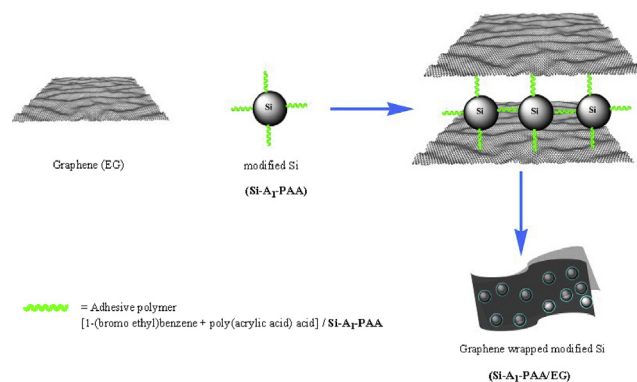 Si
Si
Si
Si
Graphene (EG)
modified Si
(Si-A1-PAA)
= Adhesive polymer
[1-(bromo ethyl)benzene + poly(acrylic acid) acid] / Si-A1-PAA
Graphene wrapped modified Si
(Si-A1-PAA/EG)